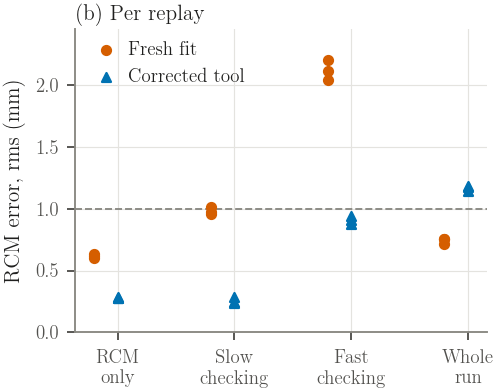 (b) Per replay
Fresh fit
Corrected tool
RCM error, rms (mm)
2.0
1.5
1.0
0.5
0.0
RCM
only
Slow
checking
Fast
checking
Whole
run